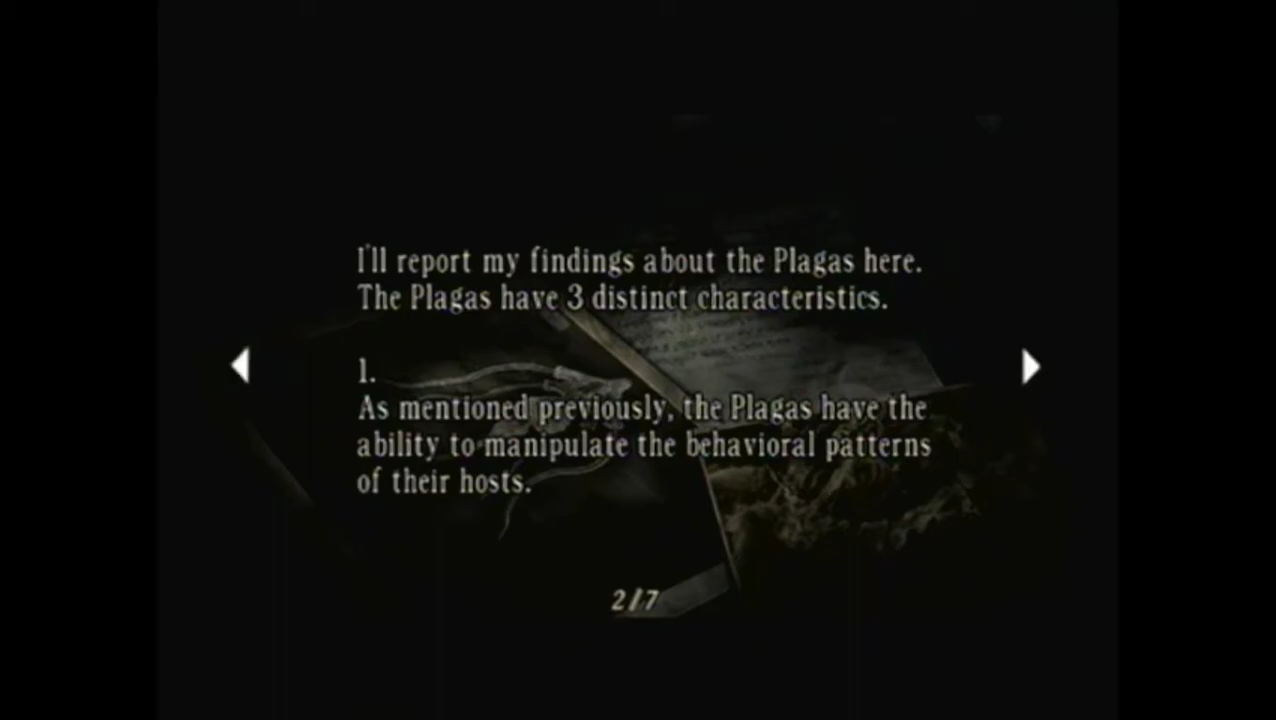 I'll report my findings about the Plagas here.
The Plagas have 3 distinct characteristics.
1.
As mentioned previously, the Plagas have the
ability to manipulate the behavioral patterns
of their hosts.
2/7